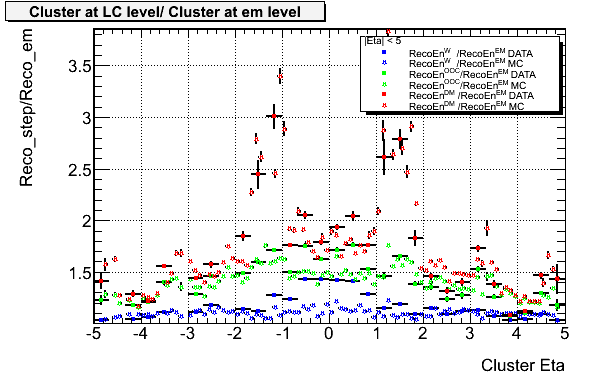 Cluster at LC level/ Cluster at em level
Reco_step/Reco_em
|Eta| < 5
RecoEn^W /RecoEn^EM DATA
RecoEn^W /RecoEn^EM MC
RecoEn^OOC/RecoEn^EM DATA
RecoEn^OOC/RecoEn^EM MC
RecoEn^DM /RecoEn^EM DATA
RecoEn^DM /RecoEn^EM MC
3.5
3
2.5
2
1.5
-5 -4 -3 -2 -1 0 1 2 3 4 5
Cluster Eta